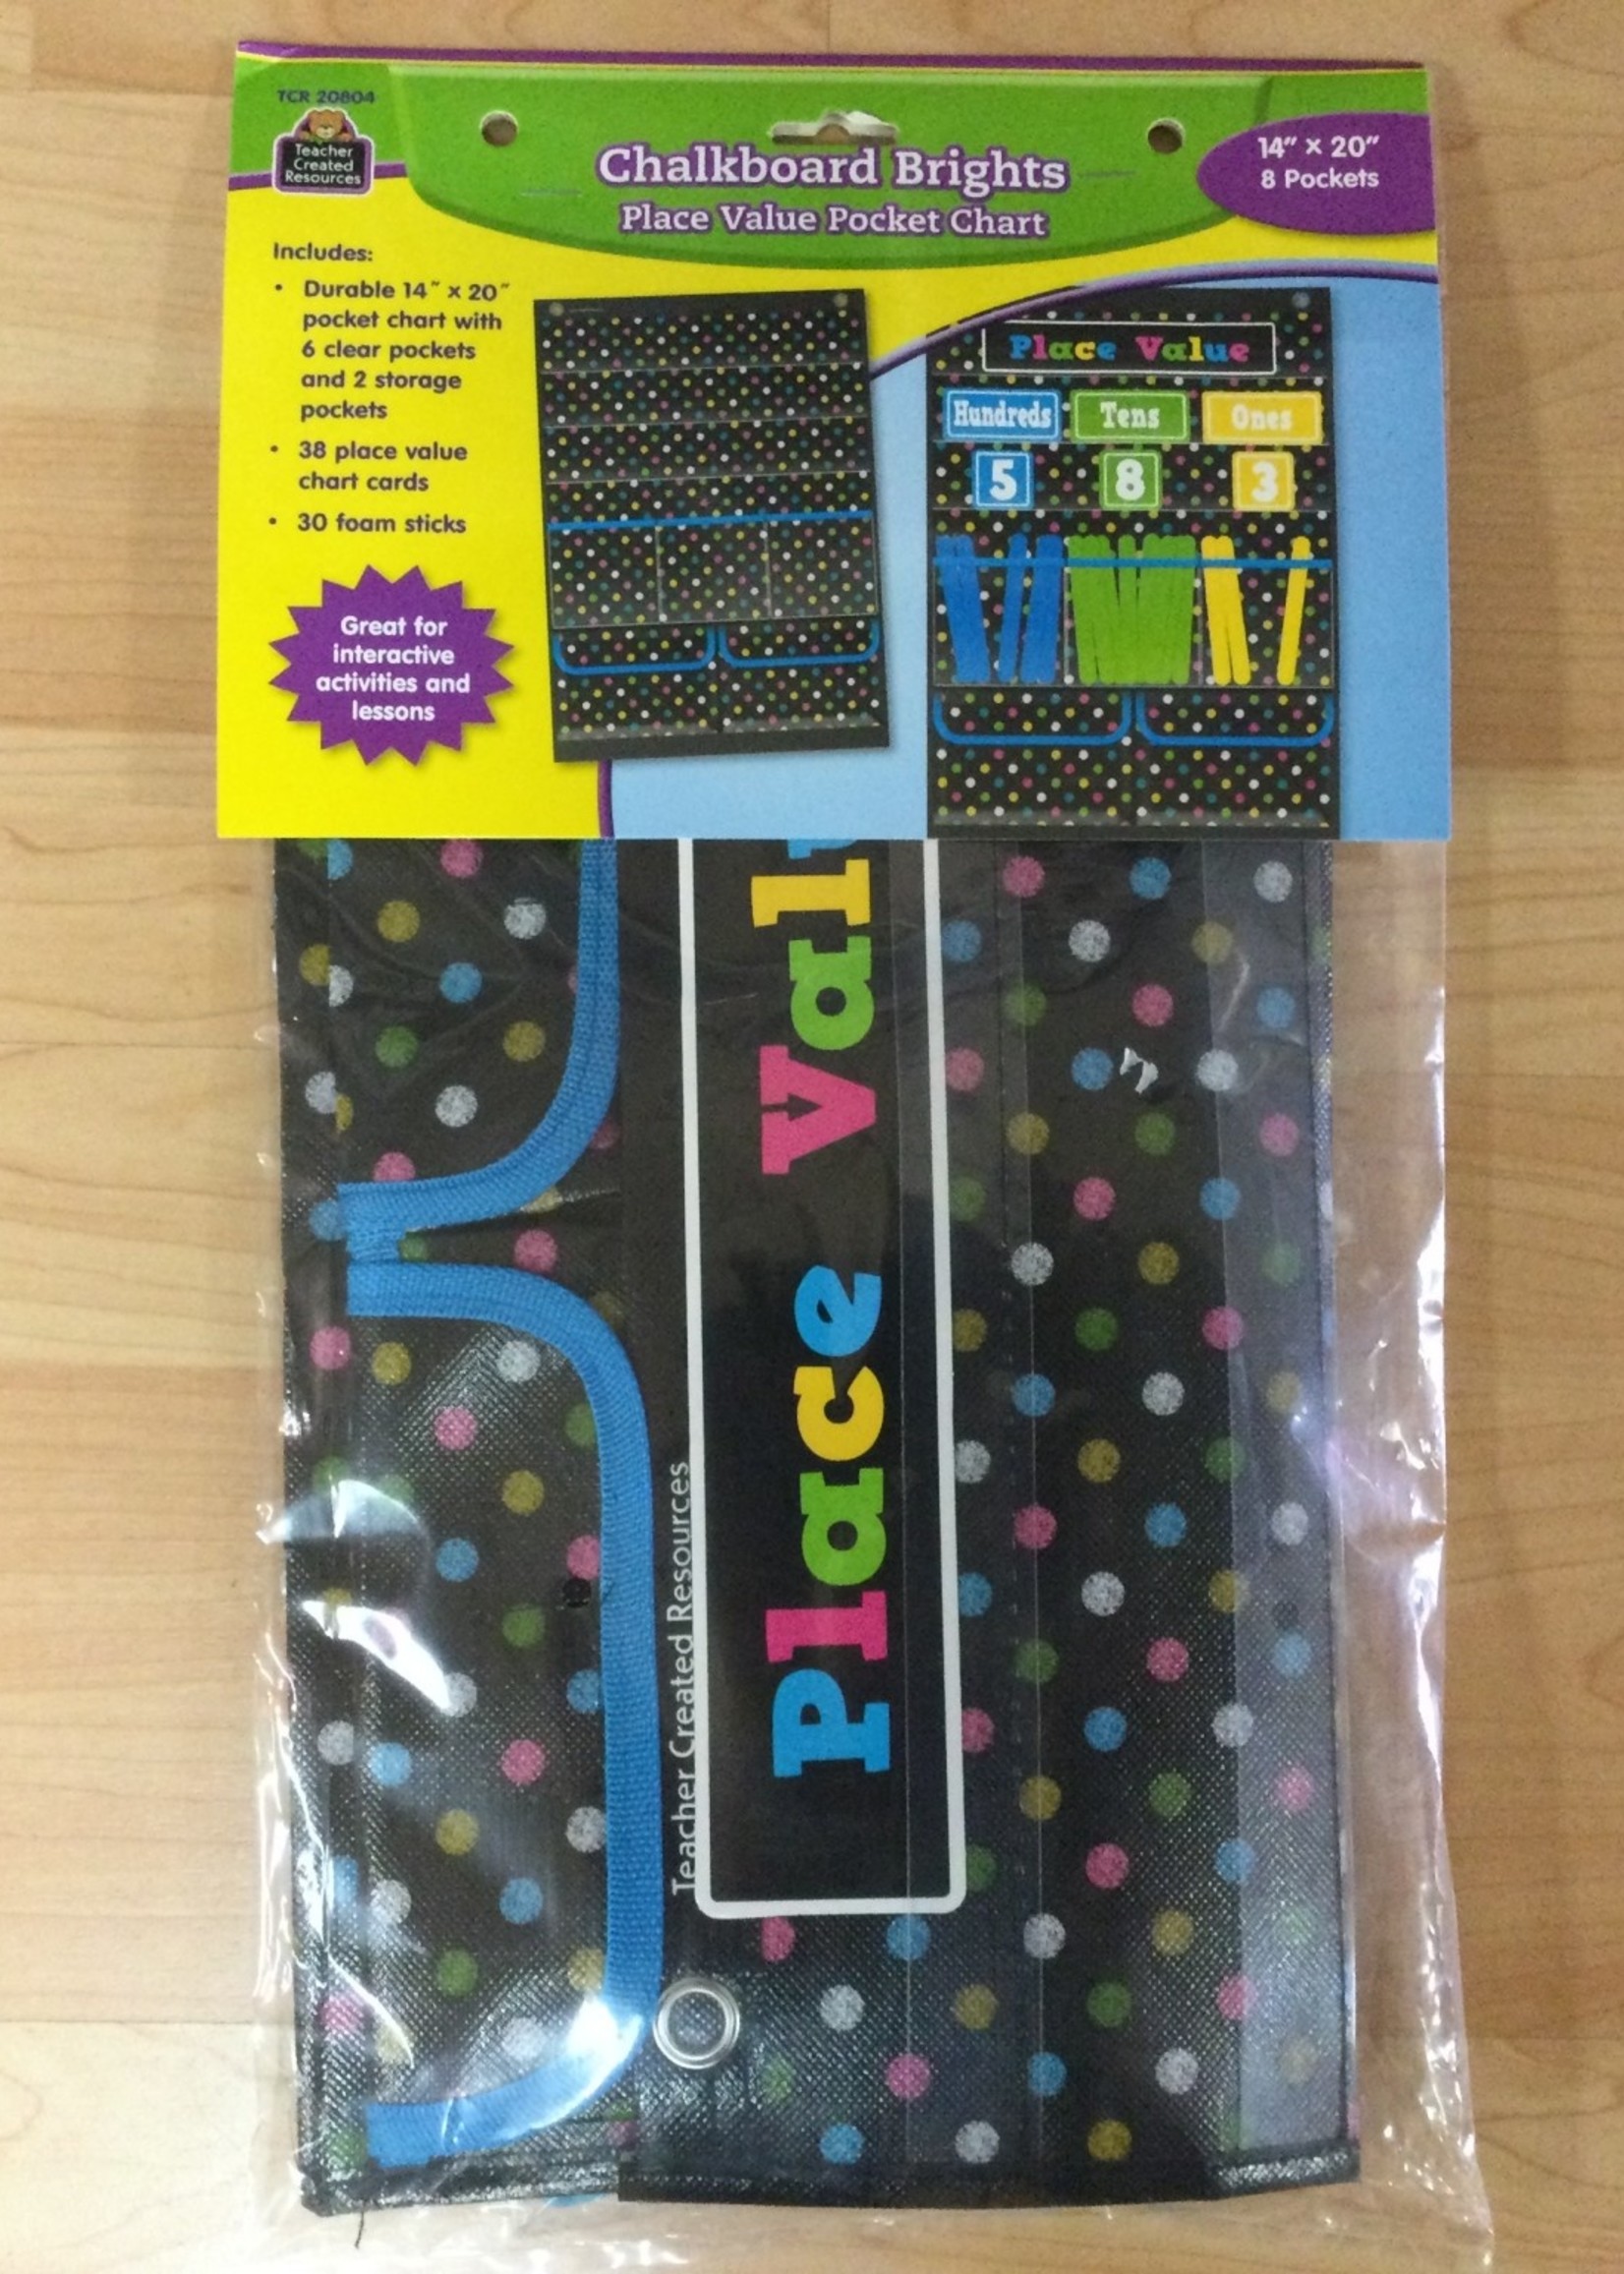 TCR 20804
Teacher
Created
Resources
Chalkboard Brights
Place Value Pocket Chart
14" × 20"
8 Pockets
Includes:
• Durable 14" × 20"
pocket chart with
6 clear pockets
and 2 storage
pockets
• 38 place value
chart cards
• 30 foam sticks
Great for
interactive
activities and
lessons
Place Value
Hundreds Tens Ones
5 8 3
Teacher Created Resources
Place Valu